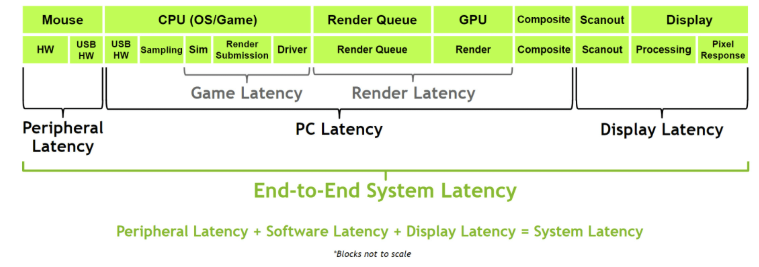 Mouse CPU (OS/Game) Render Queue GPU Composite Scanout Display
HW USB HW USB HW Sampling Sim Render Submission Driver Render Queue Render Composite Scanout Processing Pixel Response
Game Latency Render Latency
Peripheral Latency PC Latency Display Latency
End-to-End System Latency
Peripheral Latency + Software Latency + Display Latency = System Latency
*Blocks not to scale